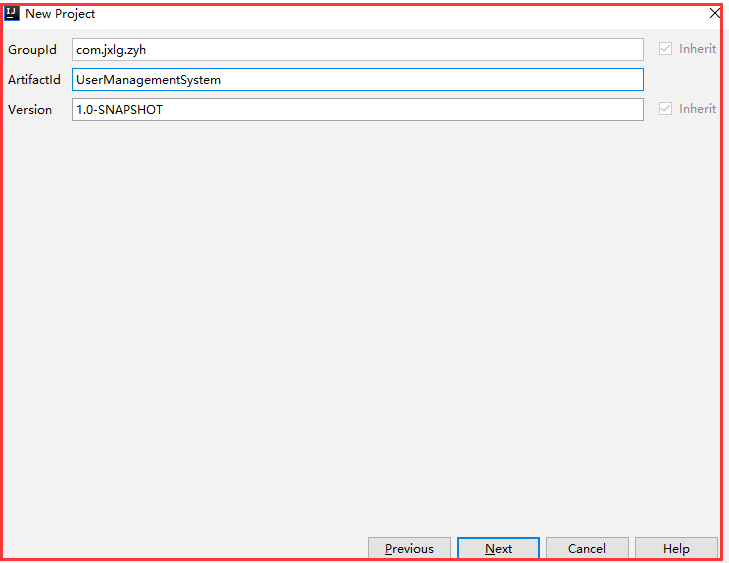 IJ New Project
GroupId com.jxlg.zyh Inherit
ArtifactId UserManagementSystem
Version 1.0-SNAPSHOT Inherit
Previous Next Cancel Help